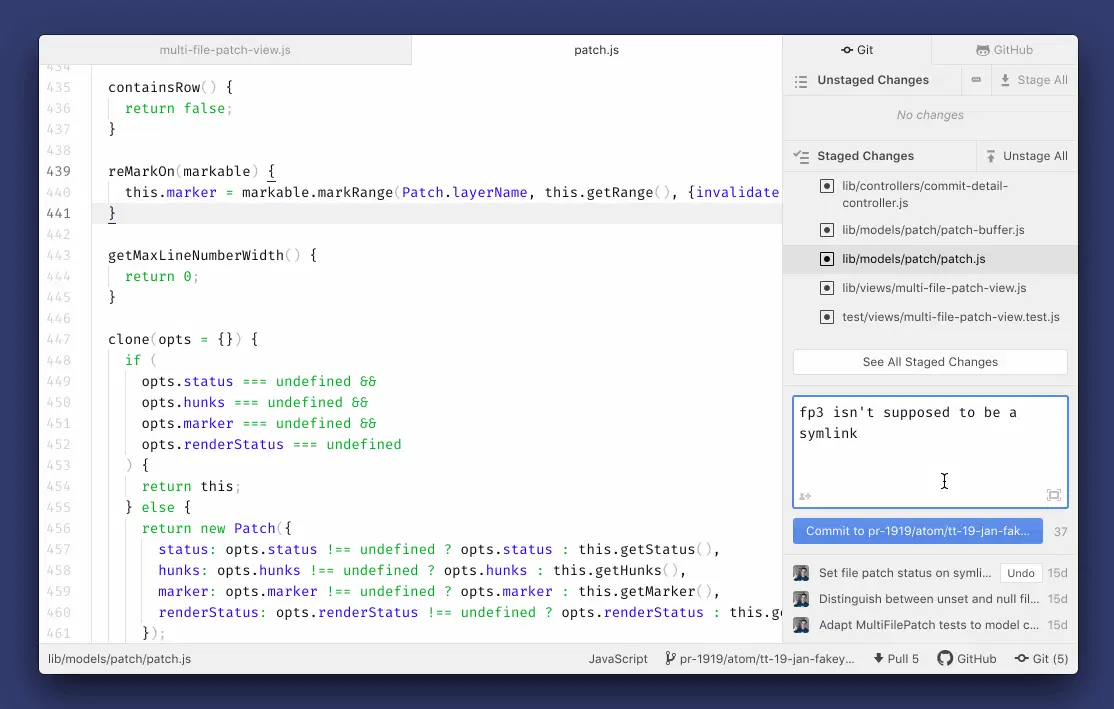 multi-file-patch-view.js
patch.js
Git
GitHub
434
435 containsRow() {
436 return false;
437 }
438
439 reMarkOn(markable) {
440 this.marker = markable.markRange(Patch.layerName, this.getRange(), {invalidate
441 }
442
443 getMaxLineNumberWidth() {
444 return 0;
445 }
446
447 clone(opts = {}) {
448 if (
449 opts.status === undefined &&
450 opts.hunks === undefined &&
451 opts.marker === undefined &&
452 opts.renderStatus === undefined
453 ) {
454 return this;
455 } else {
456 return new Patch({
457 status: opts.status !== undefined ? opts.status : this.getStatus(),
458 hunks: opts.hunks !== undefined ? opts.hunks : this.getHunks(),
459 marker: opts.marker !== undefined ? opts.marker : this.getMarker(),
460 renderStatus: opts.renderStatus !== undefined ? opts.renderStatus : this.ge
461 });
Unstaged Changes
Stage All
No changes
Staged Changes
Unstage All
lib/controllers/commit-detail-
controller.js
lib/models/patch/patch-buffer.js
lib/models/patch/patch.js
lib/views/multi-file-patch-view.js
test/views/multi-file-patch-view.test.js
See All Staged Changes
fp3 isn't supposed to be a
symlink
Commit to pr-1919/atom/tt-19-jan-fak... 37
Set file patch status on symli... Undo 15d
Distinguish between unset and null fil... 15d
Adapt MultiFilePatch tests to model c... 15d
lib/models/patch/patch.js
JavaScript
pr-1919/atom/tt-19-jan-fakey...
Pull 5
GitHub
Git (5)